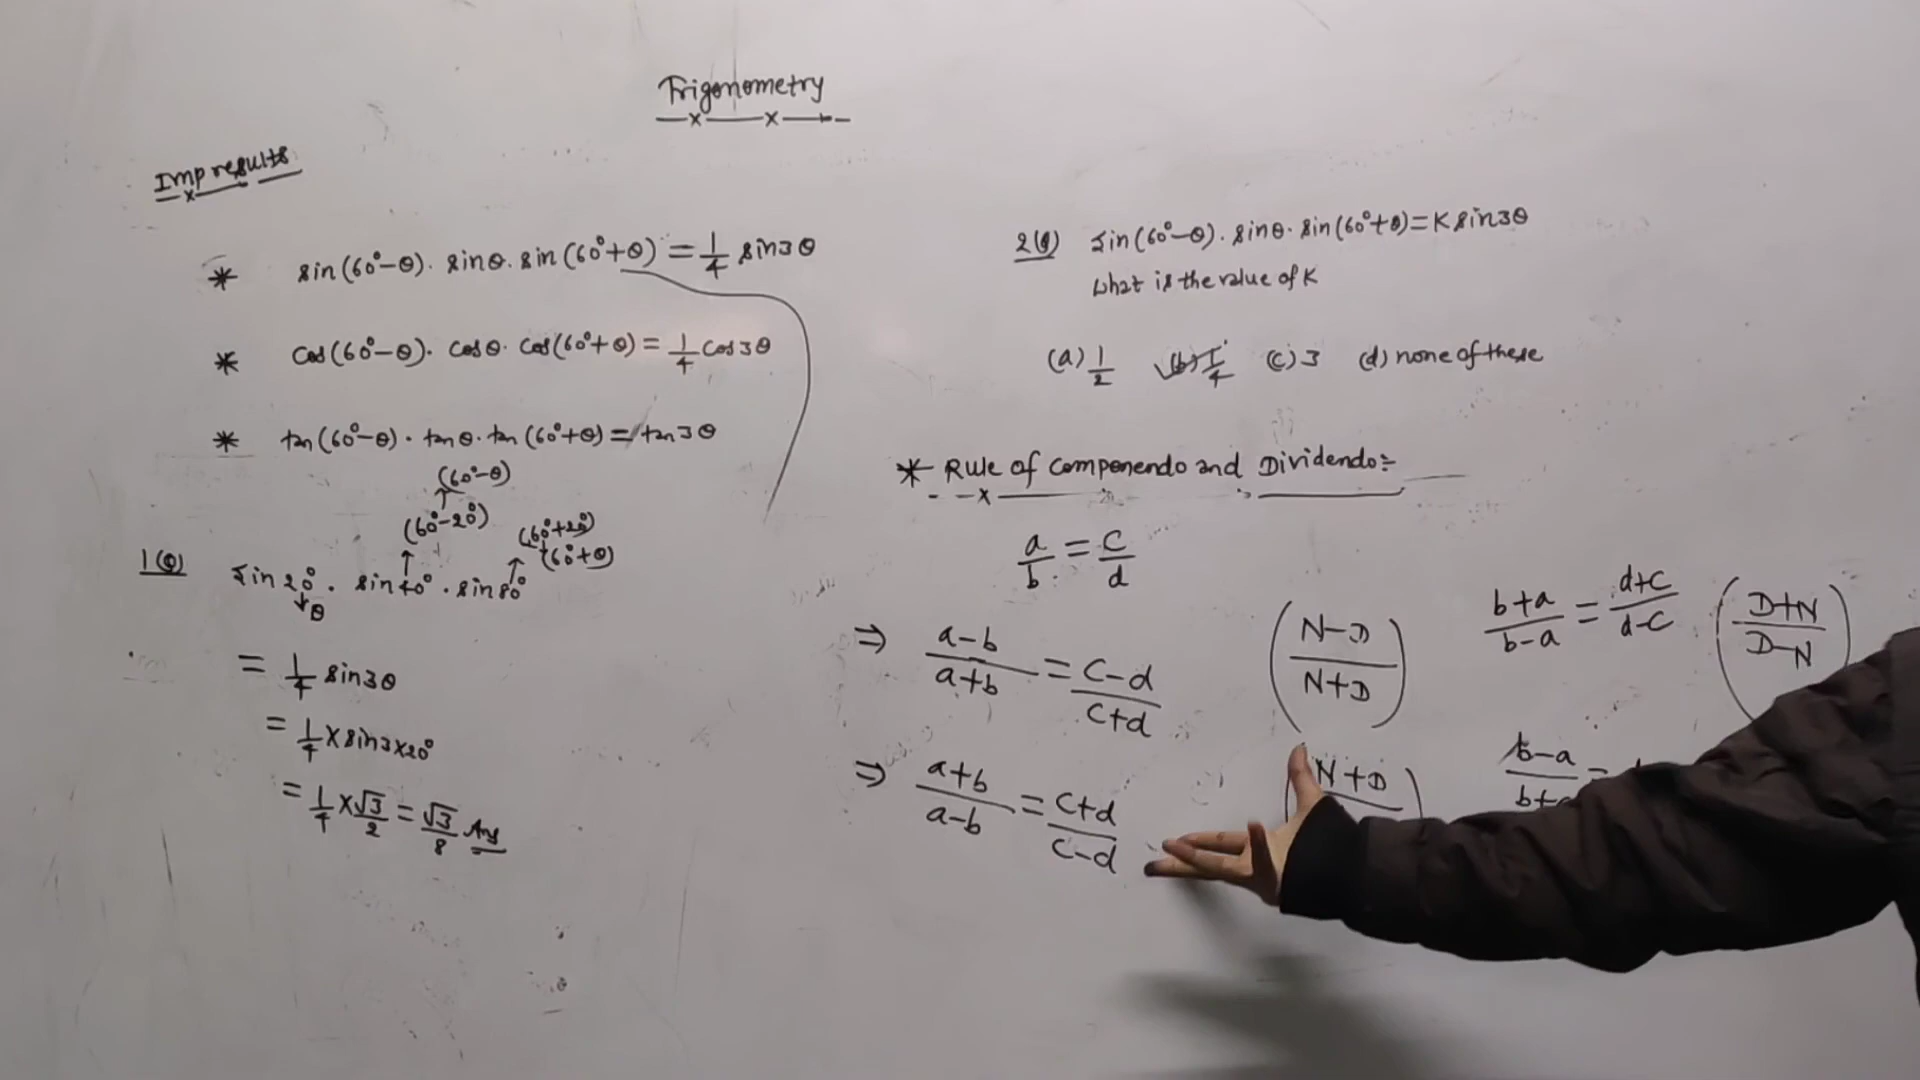 Trigonometry
Imp results
* sin(60°-θ). sinθ. sin(60°+θ) = 1/4 sin3θ
* cos(60°-θ). cosθ. cos(60°+θ) = 1/4 cos3θ
* tan(60°-θ). tanθ. tan(60°+θ) = tan3θ
(60°-θ)
↑
(60°-20°) (60°+20°)
↑ ↑ (60°+θ)
1(Q) sin20°. sin40°. sin80°
↓θ
= 1/4 sin3θ
= 1/4 × sin3×20°
= 1/4 × √3/2 = √3/8 Ans
2(Q) sin(60°-θ). sinθ. sin(60°+θ) = K sin3θ
What is the value of K
(a) 1/2 ✓(b) 1/4 (c) 3 (d) none of these
* Rule of Componendo and Dividendo:-
a/b = c/d
⇒ (a-b)/(a+b) = (c-d)/(c+d) ((N-D)/(N+D)) (b+a)/(b-a) = (d+c)/(d-c) ((D+N)/(D-N))
⇒ (a+b)/(a-b) = (c+d)/(c-d) (N+D b-a =